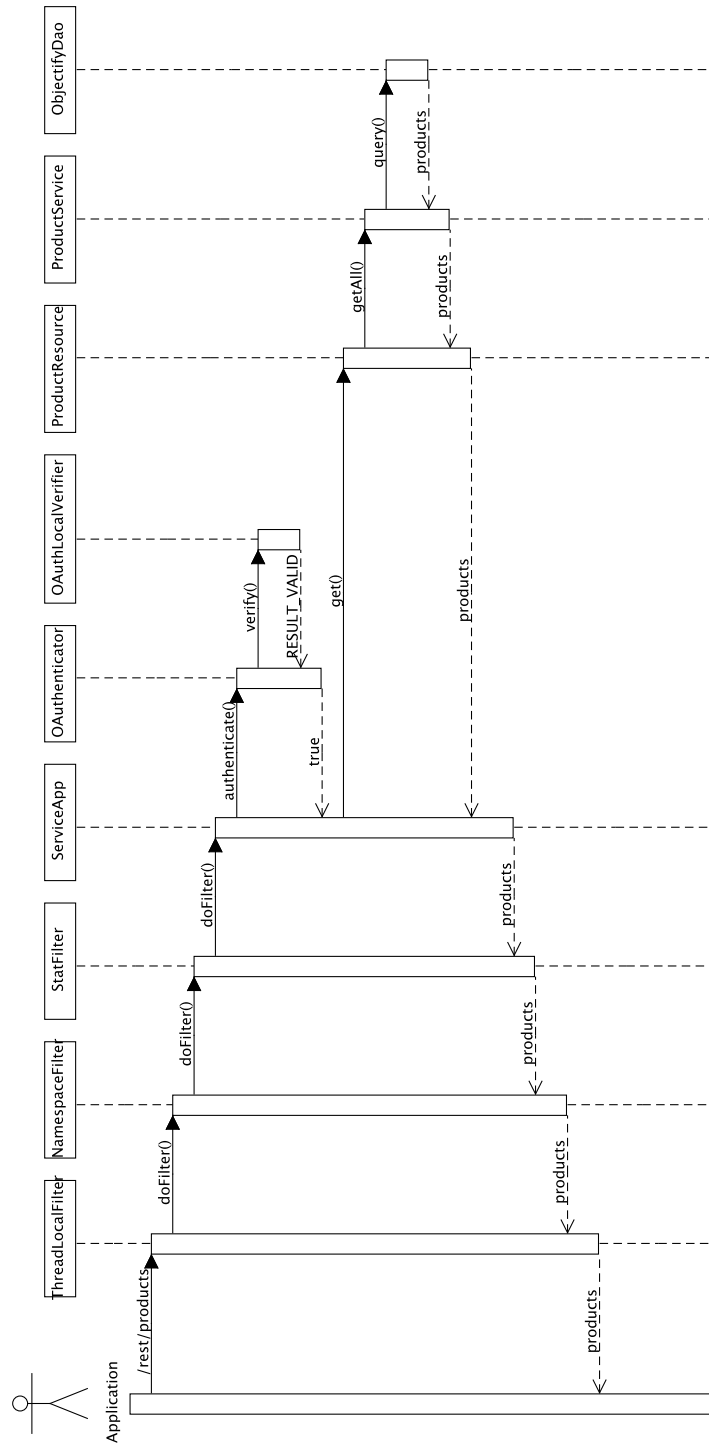 Application
ThreadLocalFilter
NamespaceFilter
StatFilter
ServiceApp
OAuthenticator
OAuthLocalVerifier
ProductResource
ProductService
ObjectifyDao
/rest/products
doFilter()
doFilter()
doFilter()
authenticate()
verify()
RESULT_VALID
true
get()
getAll()
query()
products
products
products
products
products
products
products